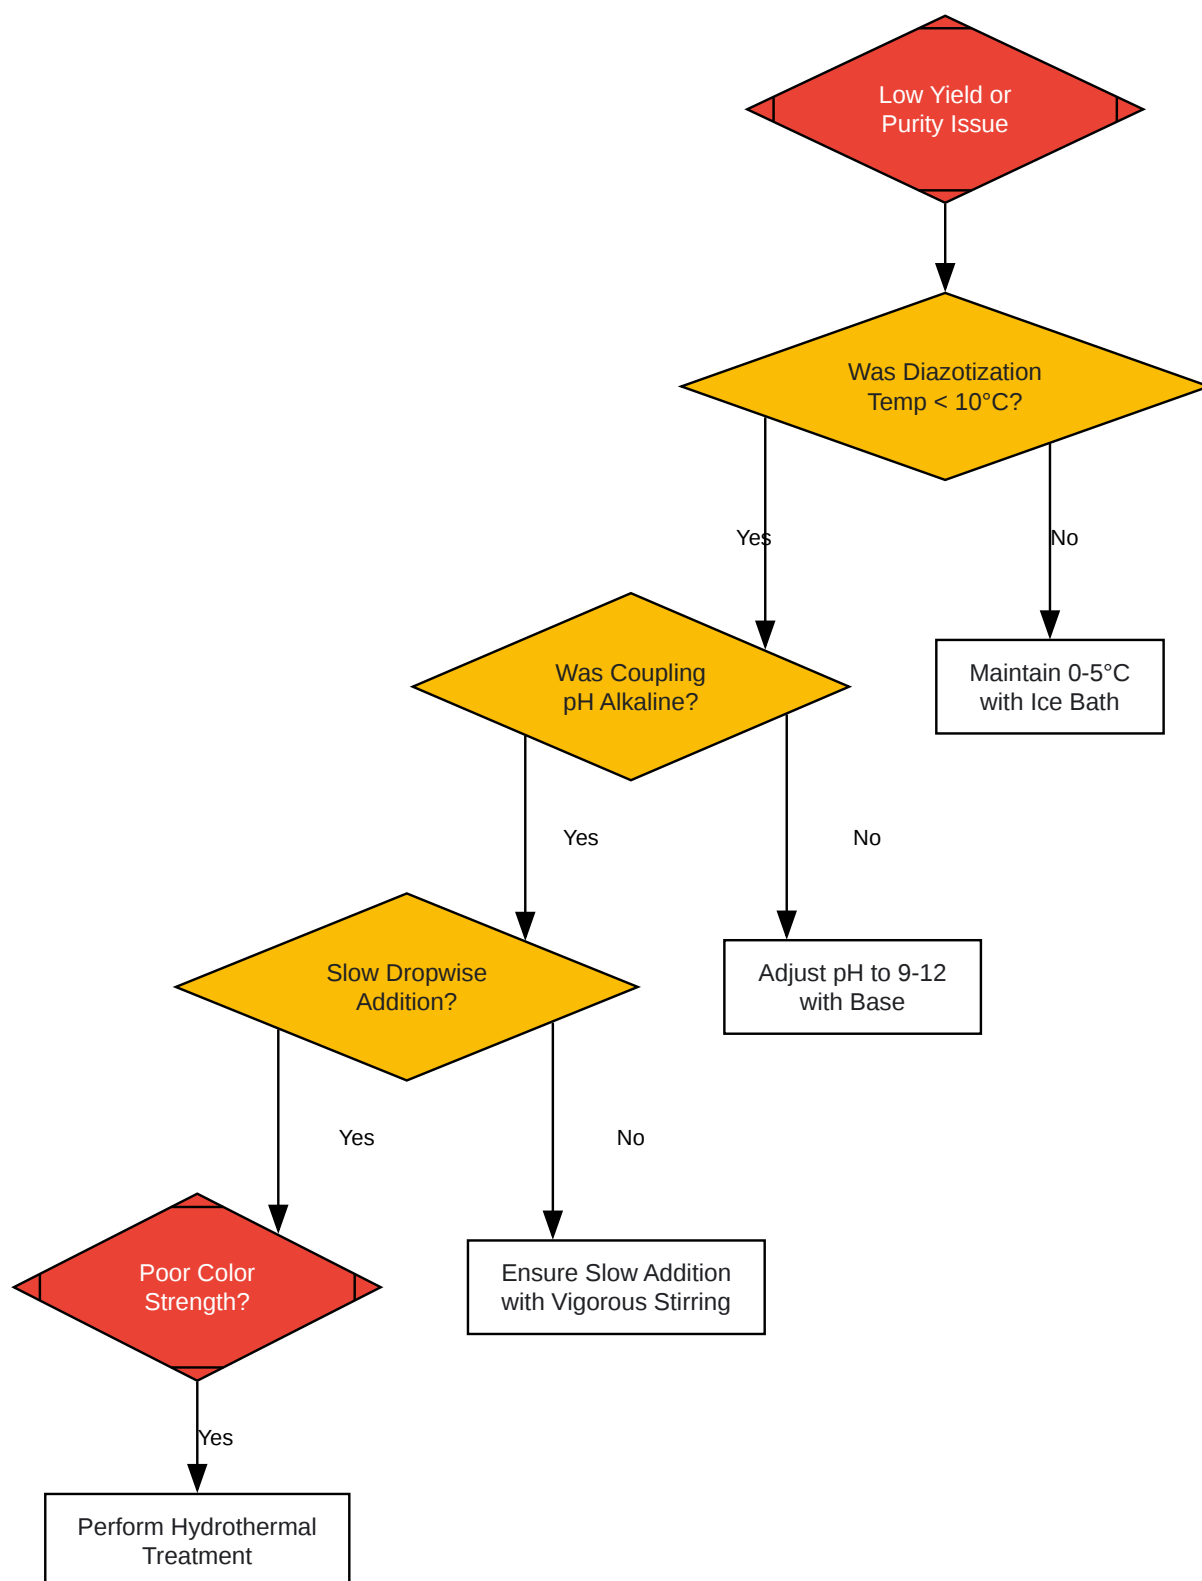 Low Yield or
Purity Issue
Was Diazotization
Temp < 10°C?
Yes
No
Was Coupling
pH Alkaline?
Maintain 0-5°C
with Ice Bath
Yes
No
Slow Dropwise
Addition?
Adjust pH to 9-12
with Base
Yes
No
Poor Color
Strength?
Ensure Slow Addition
with Vigorous Stirring
Yes
Perform Hydrothermal
Treatment